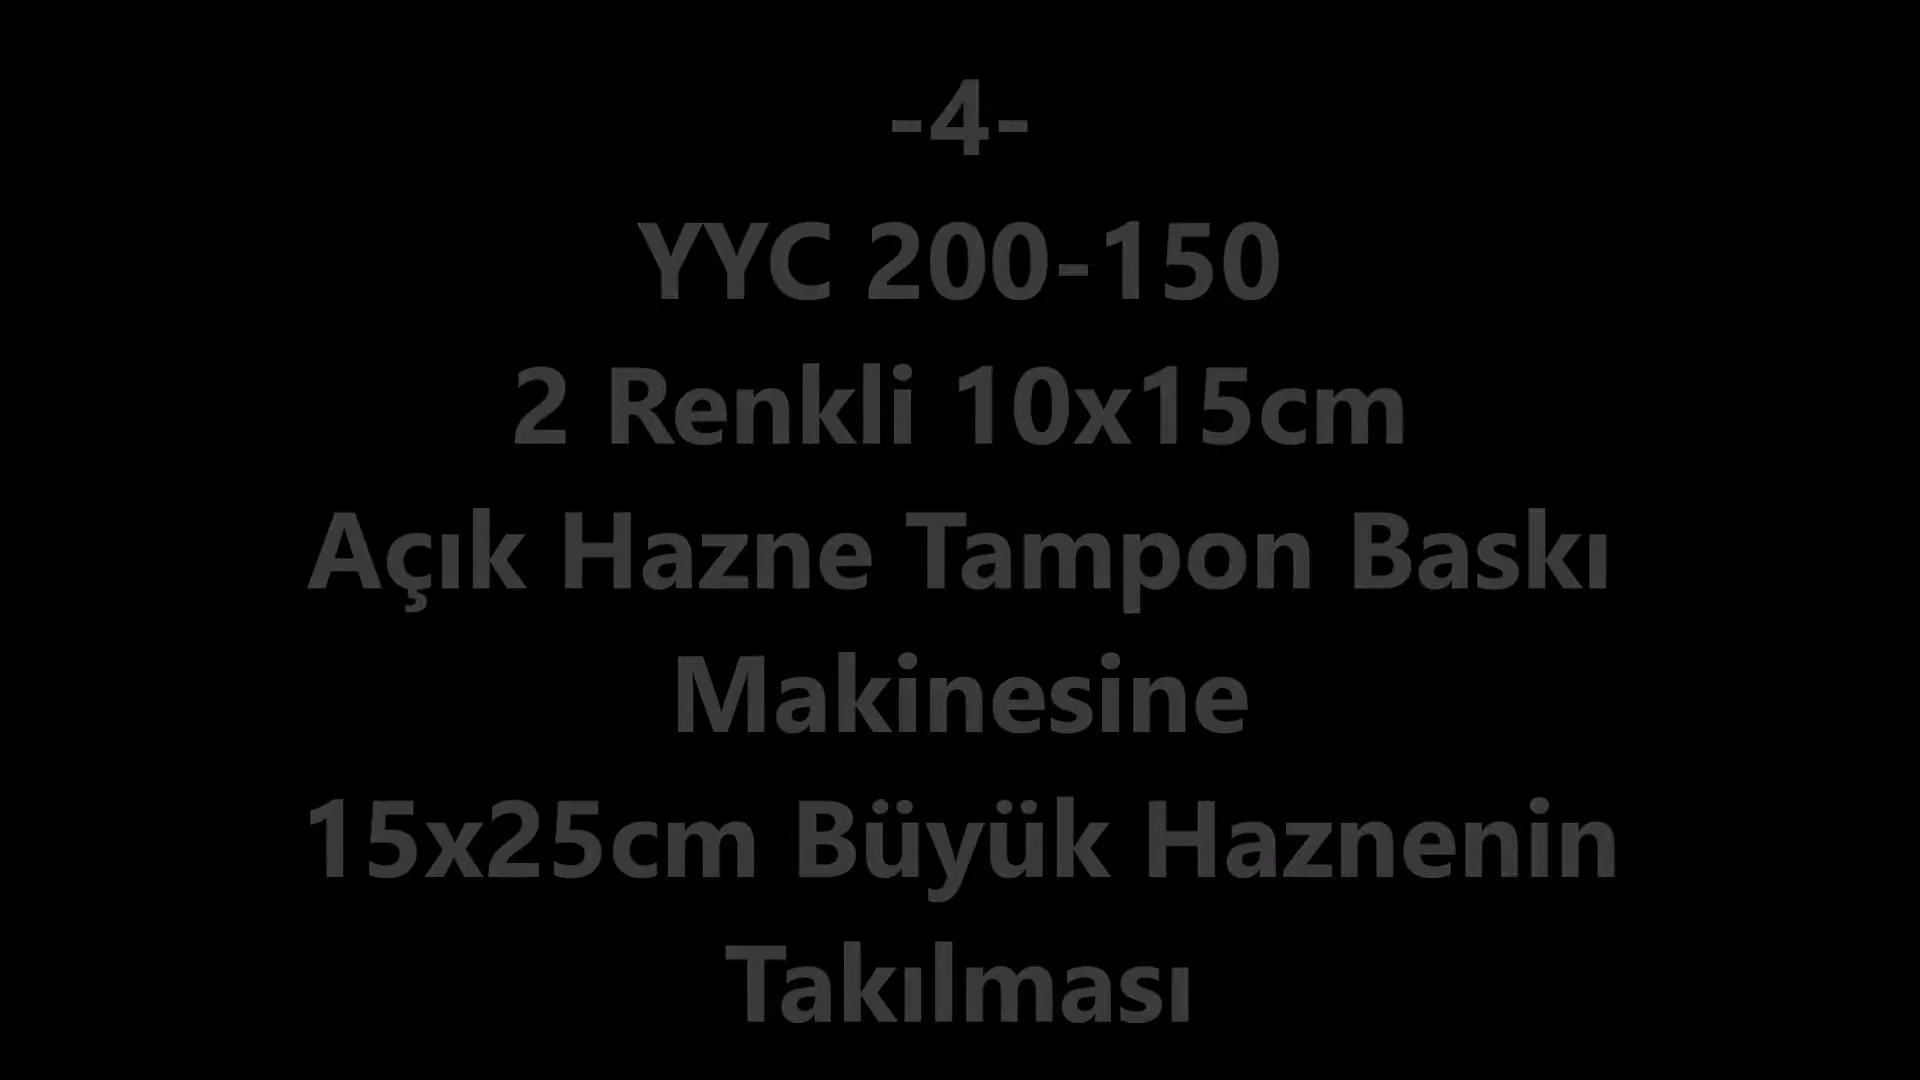 -4-
YYC 200-150
2 Renkli 10x15cm
Açık Hazne Tampon Baskı
Makinesine
15x25cm Büyük Haznenin
Takılması